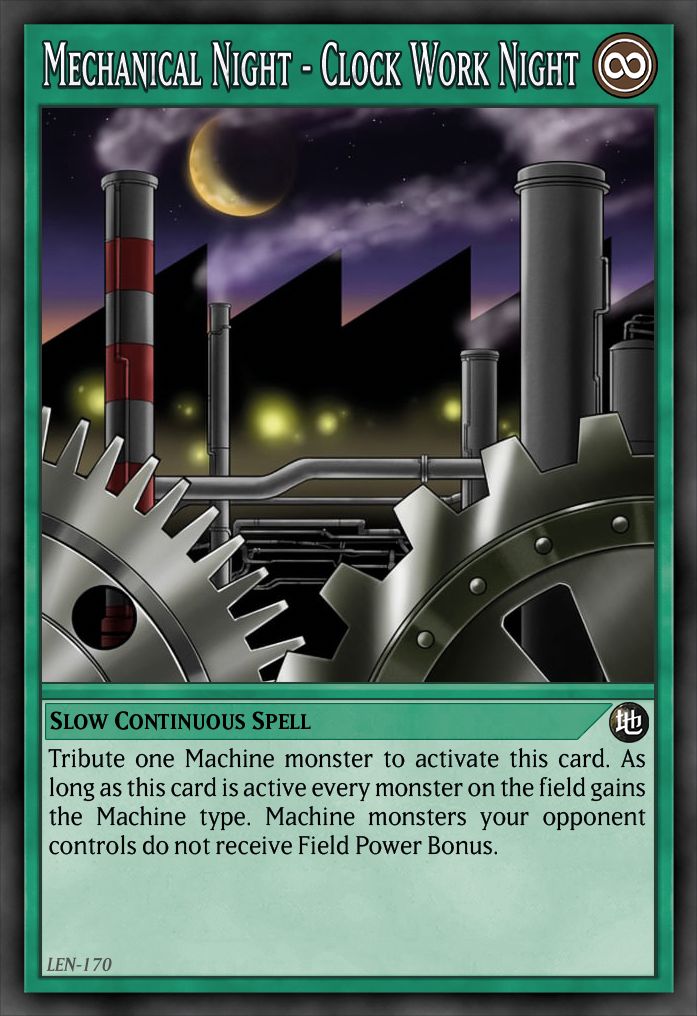 Mechanical Night - Clock Work Night
Slow Continuous Spell
Tribute one Machine monster to activate this card. As
long as this card is active every monster on the field gains
the Machine type. Machine monsters your opponent
controls do not receive Field Power Bonus.
LEN-170